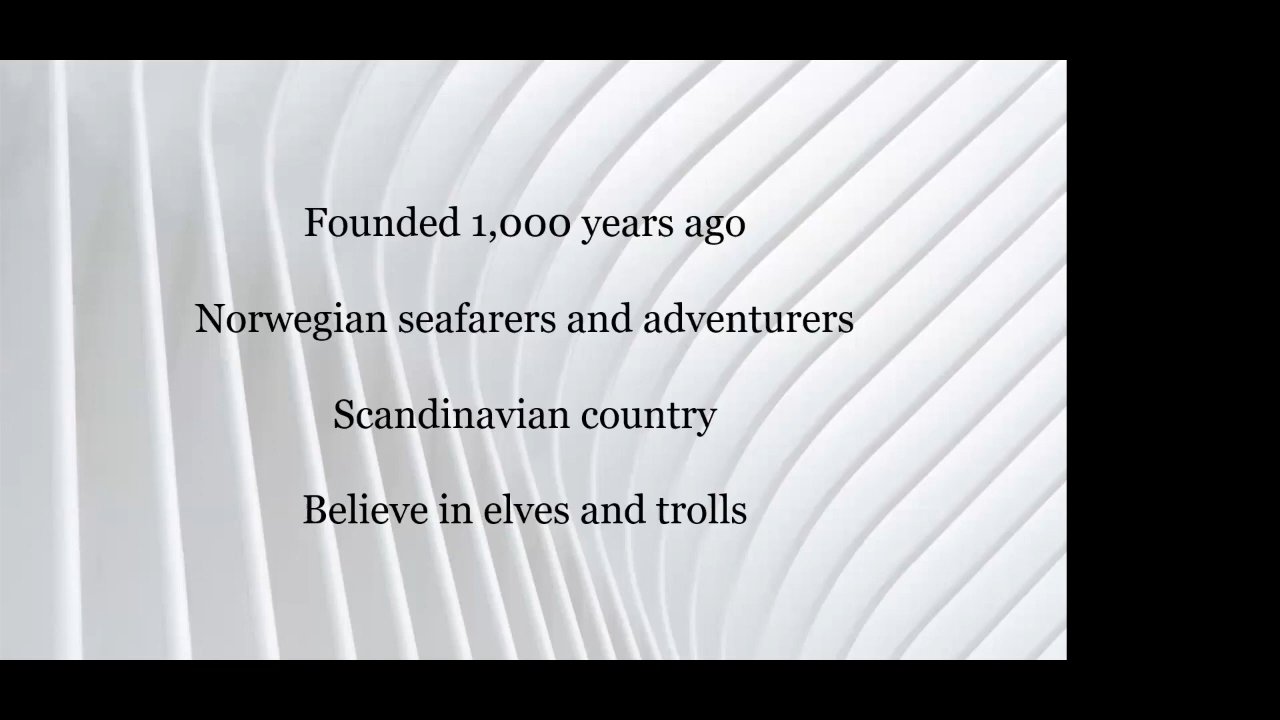 Founded 1,000 years ago
Norwegian seafarers and adventurers
Scandinavian country
Believe in elves and trolls